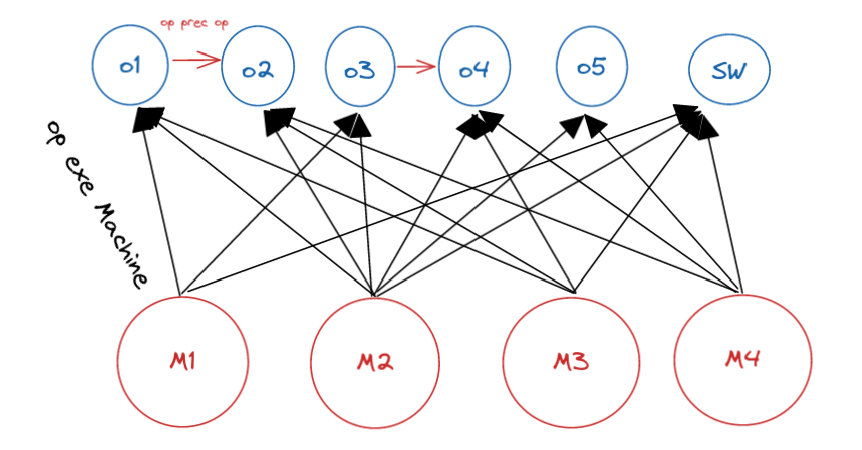 op prec op
o1
o2
o3
o4
o5
SW
op exe Machine
M1
M2
M3
M4